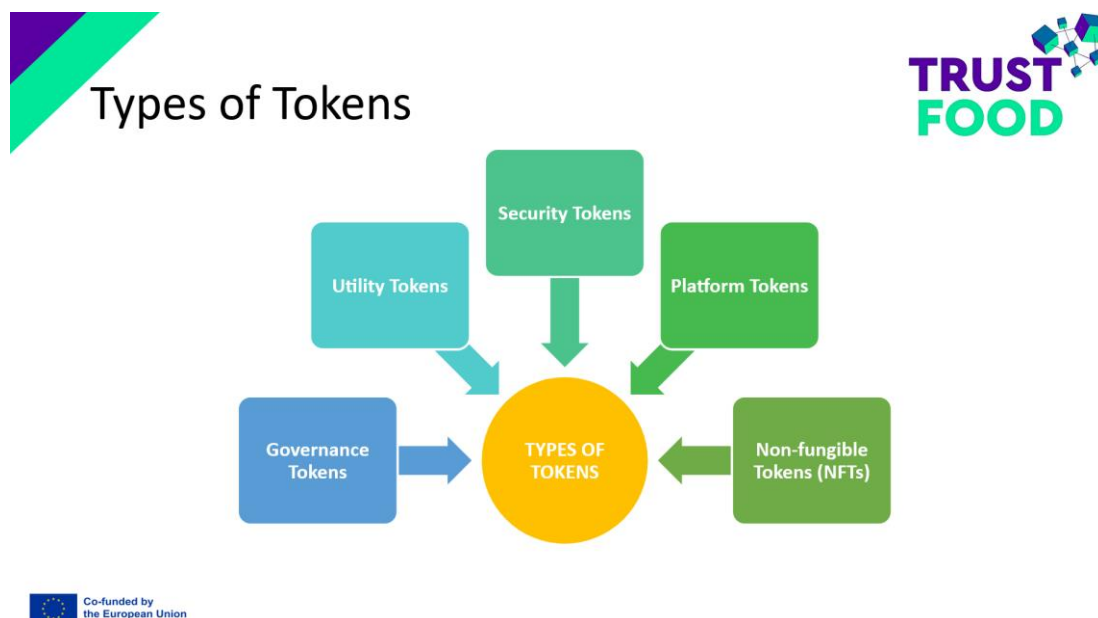 Types of Tokens
TRUST
FOOD
Security Tokens
Utility Tokens
Platform Tokens
Governance
Tokens
TYPES OF
TOKENS
Non-fungible
Tokens (NFTs)
Co-funded by
the European Union